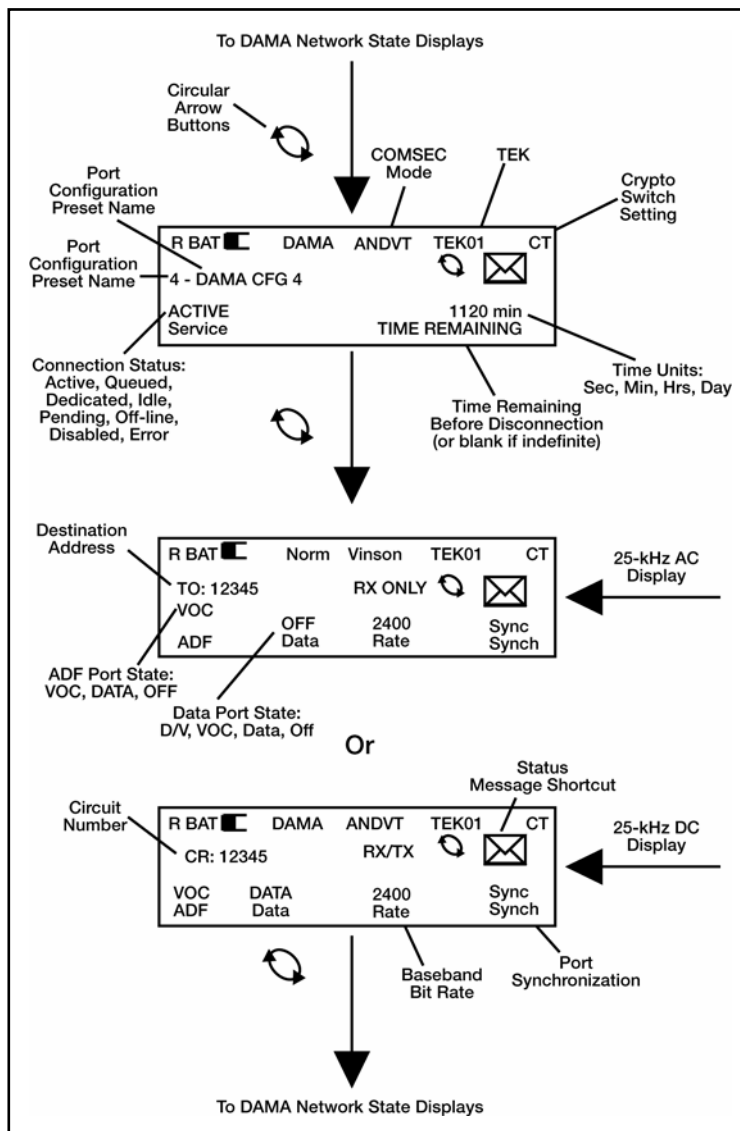 To DAMA Network State Displays
Circular
Arrow
Buttons
COMSEC
Mode
TEK
Port
Configuration
Preset Name
Crypto
Switch
Setting
Port
Configuration
Preset Name
R BAT DAMA ANDVT TEK01 CT
4 - DAMA CFG 4
ACTIVE
Service
1120 min
TIME REMAINING
Connection Status:
Active, Queued,
Dedicated, Idle,
Pending, Off-line,
Disabled, Error
Time Units:
Sec, Min, Hrs, Day
Time Remaining
Before Disconnection
(or blank if indefinite)
Destination
Address
R BAT Norm Vinson TEK01 CT
TO: 12345 RX ONLY
VOC
OFF 2400 Sync
ADF Data Rate Synch
25-kHz AC
Display
ADF Port State:
VOC, DATA, OFF
Data Port State:
D/V, VOC, Data, Off
Or
Status
Message Shortcut
Circuit
Number
R BAT DAMA ANDVT TEK01 CT
CR: 12345 RX/TX
VOC DATA 2400 Sync
ADF Data Rate Synch
25-kHz DC
Display
Baseband
Bit Rate
Port
Synchronization
To DAMA Network State Displays